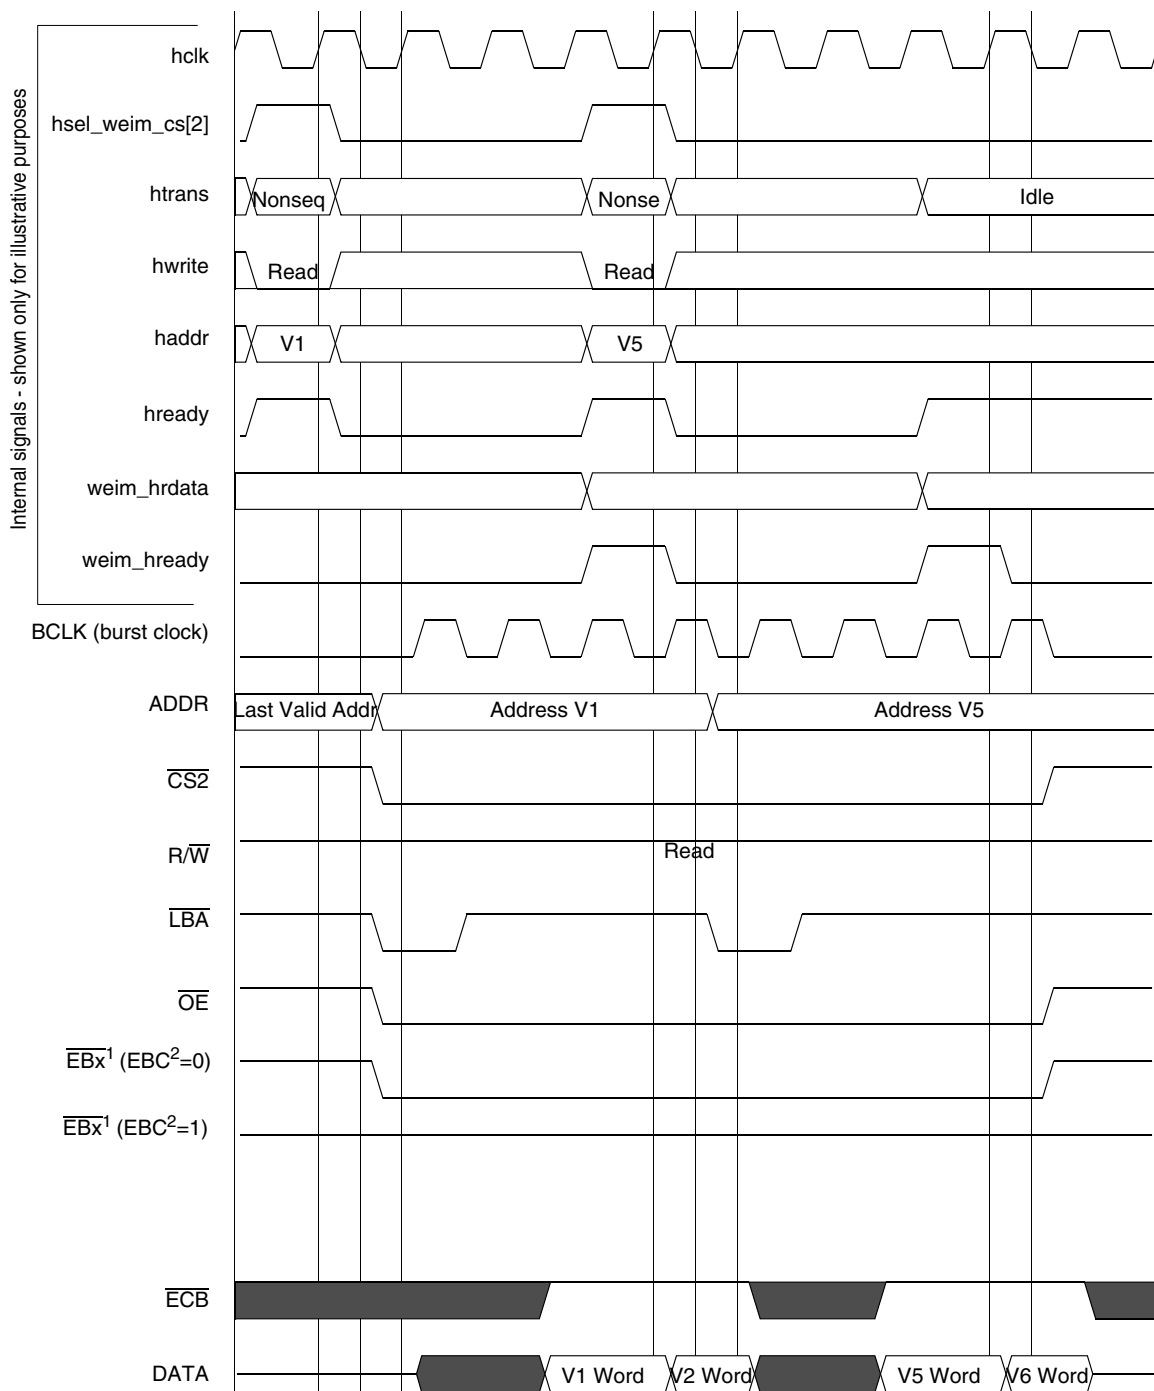 Internal signals - shown only for illustrative purposes
hclk
hsel_weim_cs[2]
htrans Nonseq Nonse Idle
hwrite Read Read
haddr V1 V5
hready
weim_hrdata
weim_hready
BCLK (burst clock)
ADDR Last Valid Addr Address V1 Address V5
CS2
R/W Read
LBA
OE
EBx1 (EBC2=0)
EBx1 (EBC2=1)
ECB
DATA V1 Word V2 Word V5 Word V6 Word